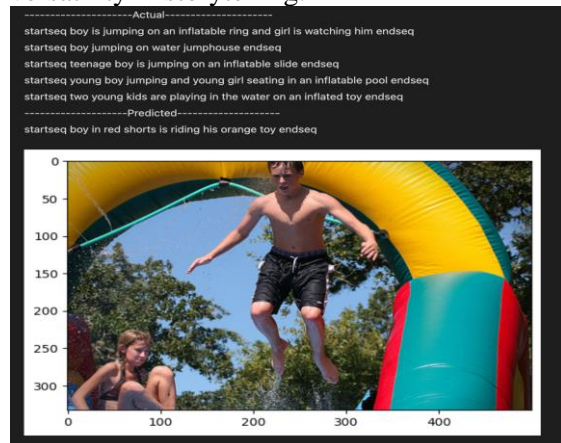 --------------------Actual--------------------
startseq boy is jumping on an inflatable ring and girl is watching him endseq
startseq boy jumping on water jumphouse endseq
startseq teenage boy is jumping on an inflatable slide endseq
startseq young boy jumping and young girl seating in an inflatable pool endseq
startseq two young kids are playing in the water on an inflated toy endseq
--------------------Predicted--------------------
startseq boy in red shorts is riding his orange toy endseq
0
50
100
150
200
250
300
0 100 200 300 400